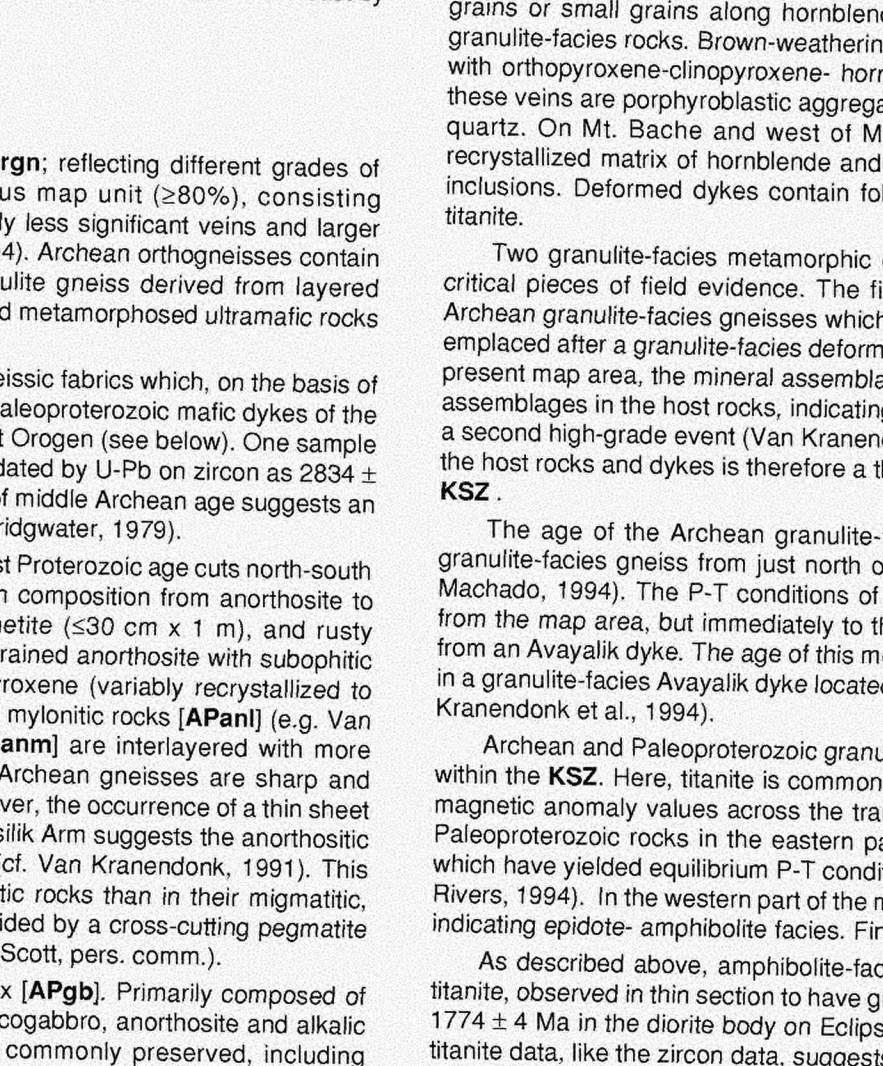 rgn; reflecting different grades of
us map unit (≥80%), consisting
ly less significant veins and larger
4). Archean orthogneisses contain
ulite gneiss derived from layered
d metamorphosed ultramafic rocks
eissic fabrics which, on the basis of
aleoproterozoic mafic dykes of the
t Orogen (see below). One sample
dated by U-Pb on zircon as 2834 ±
of middle Archean age suggests an
ridgwater, 1979).
st Proterozoic age cuts north-south
n composition from anorthosite to
netite (≤30 cm x 1 m), and rusty
rained anorthosite with subophitic
roxene (variably recrystallized to
mylonitic rocks [APanl] (e.g. Van
anm] are interlayered with more
Archean gneisses are sharp and
ver, the occurrence of a thin sheet
silik Arm suggests the anorthositic
cf. Van Kranendonk, 1991). This
tic rocks than in their migmatitic,
ided by a cross-cutting pegmatite
Scott, pers. comm.).
x [APgb]. Primarily composed of
cogabbro, anorthosite and alkalic
commonly preserved, including
grains or small grains along hornblen
granulite-facies rocks. Brown-weatherin
with orthopyroxene-clinopyroxene- horn
these veins are porphyroblastic aggrega
quartz. On Mt. Bache and west of M
recrystallized matrix of hornblende and
inclusions. Deformed dykes contain fol
titanite.
Two granulite-facies metamorphic
critical pieces of field evidence. The fi
Archean granulite-facies gneisses which
emplaced after a granulite-facies deform
present map area, the mineral assembla
assemblages in the host rocks, indicating
a second high-grade event (Van Kranen
the host rocks and dykes is therefore a th
KSZ .
The age of the Archean granulite-
granulite-facies gneiss from just north o
Machado, 1994). The P-T conditions of
from the map area, but immediately to th
from an Avayalik dyke. The age of this m
in a granulite-facies Avayalik dyke located
Kranendonk et al., 1994).
Archean and Paleoproterozoic granu
within the KSZ. Here, titanite is common
magnetic anomaly values across the tra
Paleoproterozoic rocks in the eastern pa
which have yielded equilibrium P-T condi
Rivers, 1994). In the western part of the m
indicating epidote- amphibolite facies. Fin
As described above, amphibolite-fac
titanite, observed in thin section to have g
1774 ± 4 Ma in the diorite body on Eclips
titanite data, like the zircon data, suggests